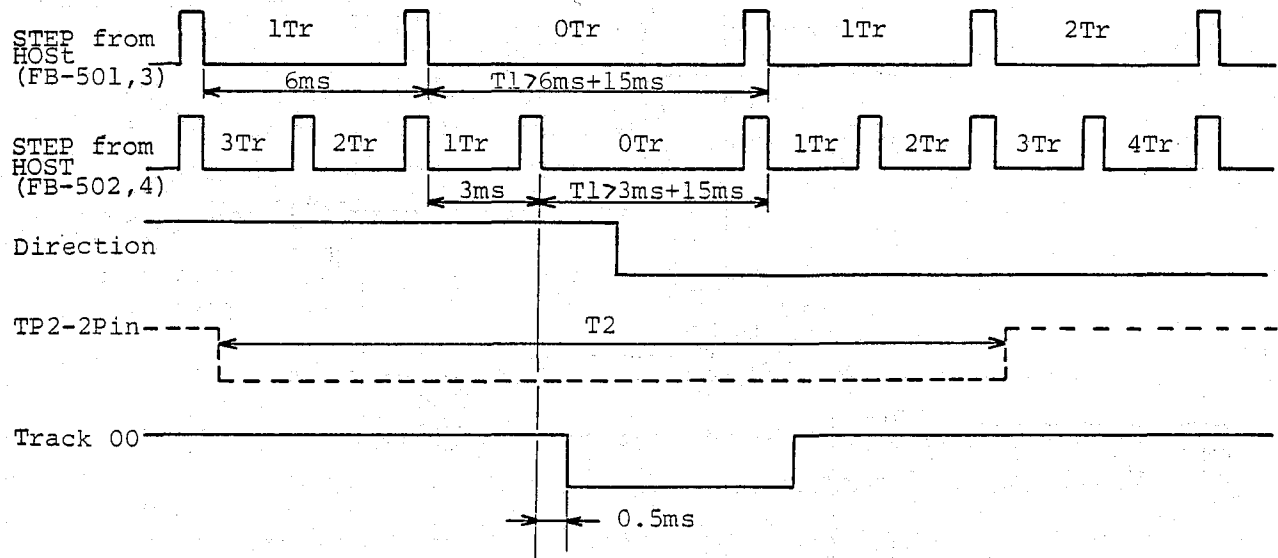 1Tr 0Tr 1Tr 2Tr
STEP from
HOSt
(FB-501,3)
6ms T1>6ms+15ms
3Tr 2Tr 1Tr 0Tr 1Tr 2Tr 3Tr 4Tr
STEP from
HOST
(FB-502,4)
3ms T1>3ms+15ms
Direction
TP2-2Pin
T2
Track 00
0.5ms